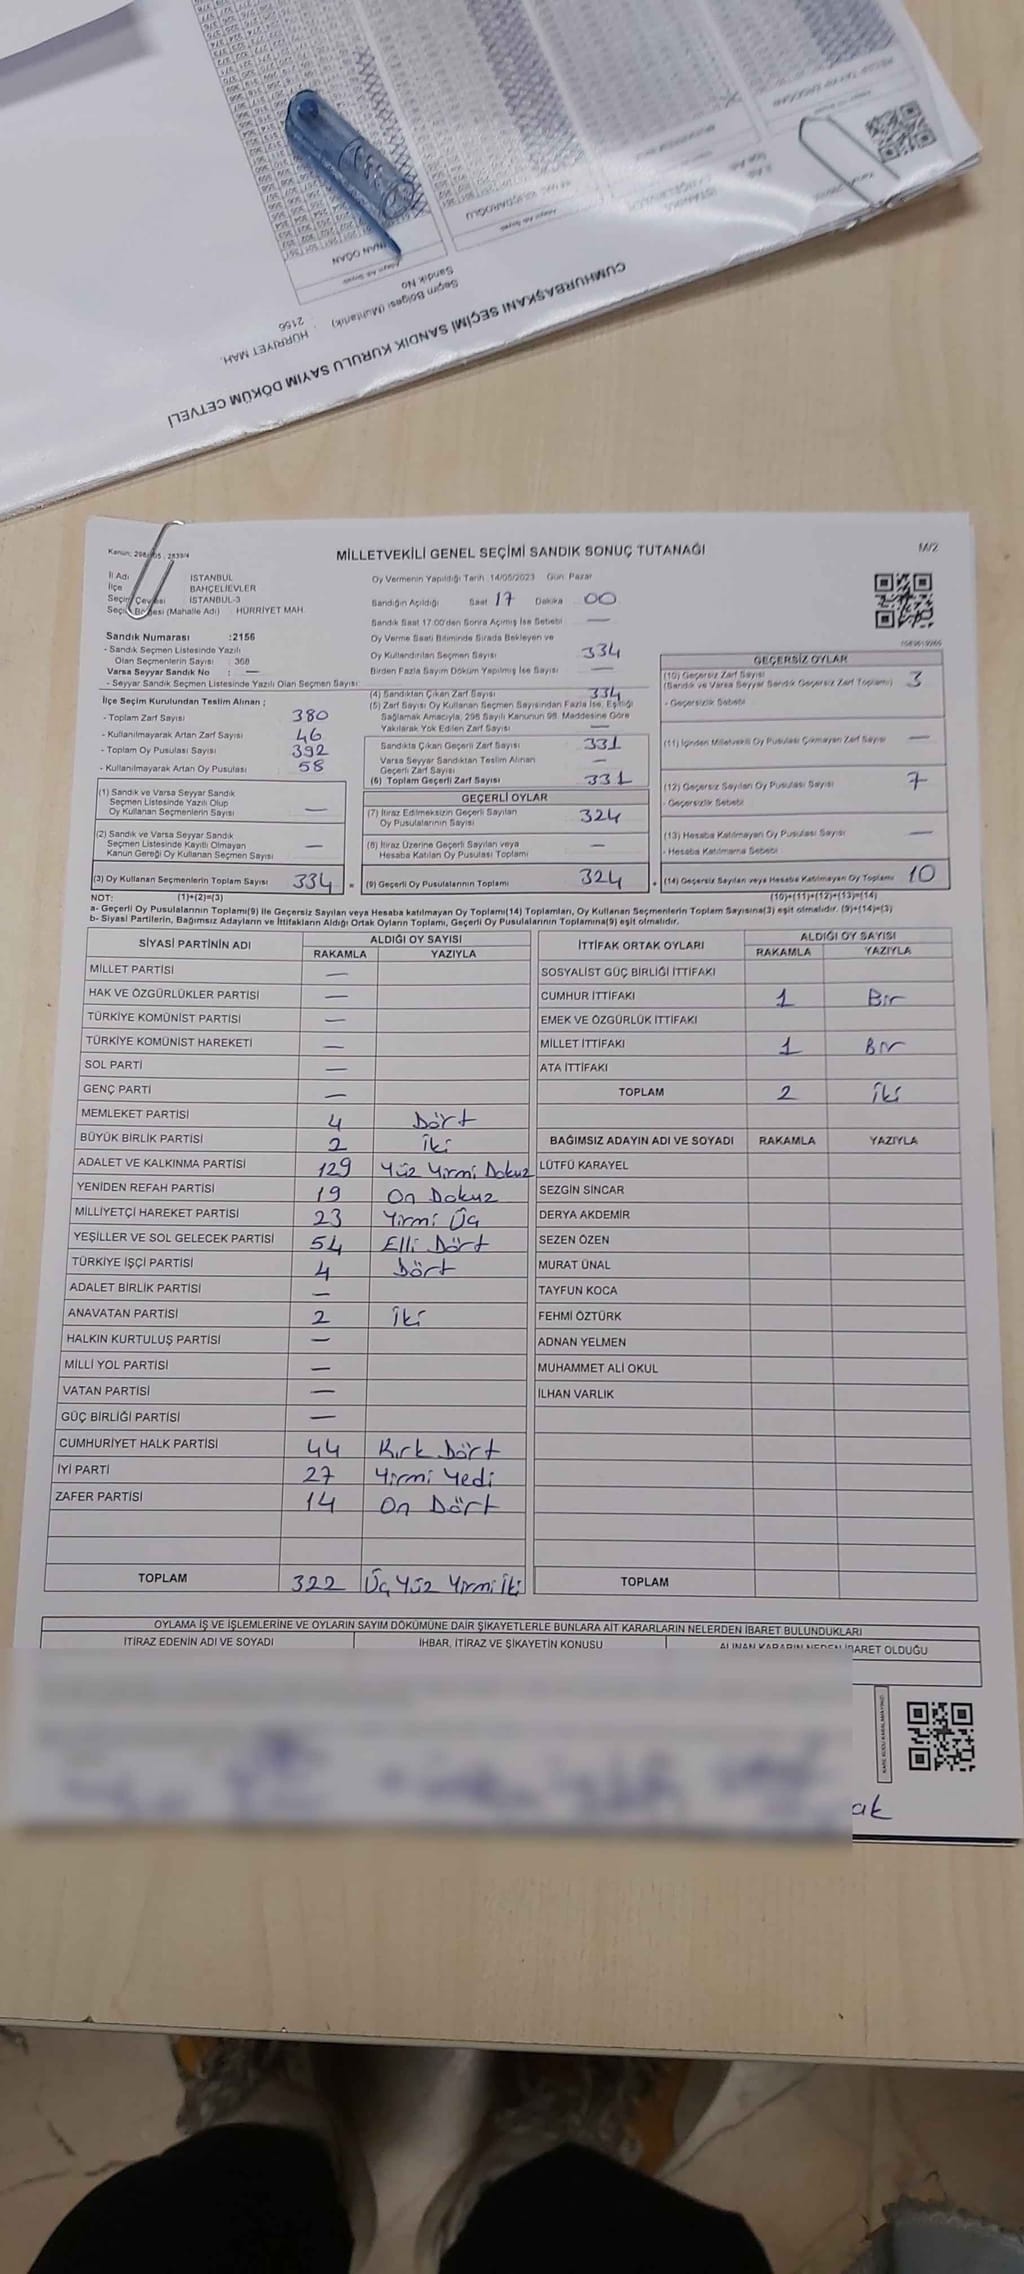 CUMHURBAŞKANI SEÇİMİ SANDIK KURULU SAYIM DÖKÜM CETVELİ
Seçim Bölgesi (Muhtarlık) : HÜRRİYET MAH.
Sandık No : 2156
Kanun: 298
MİLLETVEKİLİ GENEL SEÇİMİ SANDIK SONUÇ TUTANAĞI
M/2
İl Adı İSTANBUL
İlçe BAHÇELİEVLER
Seçim Çevresi İSTANBUL-3
Seçim Bölgesi (Mahalle Adı) : HÜRRİYET MAH.
Oy Vermenin Yapıldığı Tarih :14/05/2023 Gün: Pazar
Sandığın Açıldığı Saat 17 Dakika 00
Sandık Saat 17.00'den Sonra Açılmış İse Sebebi —
Sandık Numarası :2156
- Sandık Seçmen Listesinde Yazılı
Olan Seçmenlerin Sayısı : 368
Varsa Seyyar Sandık No : —
- Seyyar Sandık Seçmen Listesinde Yazılı Olan Seçmen Sayısı:
Oy Verme Saati Bitiminde Sırada Bekleyen ve
Oy Kullandırılan Seçmen Sayısı 334
Birden Fazla Sayım Döküm Yapılmış İse Sayısı —
İlçe Seçim Kurulundan Teslim Alınan ;
- Toplam Zarf Sayısı 380
- Kullanılmayarak Artan Zarf Sayısı 46
- Toplam Oy Pusulası Sayısı 392
- Kullanılmayarak Artan Oy Pusulası 58
(1) Sandık ve Varsa Seyyar Sandık
Seçmen Listesinde Yazılı Olup
Oy Kullanan Seçmenlerin Sayısı —
(2) Sandık ve Varsa Seyyar Sandık
Seçmen Listesinde Kayıtlı Olmayan
Kanun Gereği Oy Kullanan Seçmen Sayısı —
(3) Oy Kullanan Seçmenlerin Toplam Sayısı 334
(4) Sandıktan Çıkan Zarf Sayısı 334
(5) Zarf Sayısı Oy Kullanan Seçmen Sayısından Fazla İse, Eşitliği
Sağlamak Amacıyla, 298 Sayılı Kanunun 98. Maddesine Göre
Yakılarak Yok Edilen Zarf Sayısı —
Sandıkta Çıkan Geçerli Zarf Sayısı 331
Varsa Seyyar Sandıktan Teslim Alınan
Geçerli Zarf Sayısı —
(6) Toplam Geçerli Zarf Sayısı 331
GEÇERLİ OYLAR
(7) İtiraz Edilmeksizin Geçerli Sayılan
Oy Pusulalarının Sayısı 324
(8) İtiraz Üzerine Geçerli Sayılan veya
Hesaba Katılan Oy Pusulası Toplamı —
(9) Geçerli Oy Pusulalarının Toplamı 324
GEÇERSİZ OYLAR
(10) Geçersiz Zarf Sayısı 3
(Sandık ve Varsa Seyyar Sandık Geçersiz Zarf Toplamı)
- Geçersizlik Sebebi
(11) İçinden Milletvekili Oy Pusulası Çıkmayan Zarf Sayısı —
(12) Geçersiz Sayılan Oy Pusulası Sayısı 7
- Geçersizlik Sebebi
(13) Hesaba Katılmayan Oy Pusulası Sayısı —
- Hesaba Katılmama Sebebi
(14) Geçersiz Sayılan veya Hesaba Katılmayan Oy Toplamı 10
NOT: (1)+(2)=(3) (10)+(11)+(12)+(13)=(14)
a- Geçerli Oy Pusulalarının Toplamı(9) ile Geçersiz Sayılan veya Hesaba katılmayan Oy Toplamı(14) Toplamları, Oy Kullanan Seçmenlerin Toplam Sayısına(3) eşit olmalıdır. (9)+(14)=(3)
b- Siyasi Partilerin, Bağımsız Adayların ve İttifakların Aldığı Ortak Oyların Toplamı, Geçerli Oy Pusulalarının Toplamına(9) eşit olmalıdır.
SİYASİ PARTİNİN ADI ALDIĞI OY SAYISI
RAKAMLA YAZIYLA
MİLLET PARTİSİ —
HAK VE ÖZGÜRLÜKLER PARTİSİ —
TÜRKİYE KOMÜNİST PARTİSİ —
TÜRKİYE KOMÜNİST HAREKETİ —
SOL PARTİ —
GENÇ PARTİ —
MEMLEKET PARTİSİ 4 Dört
BÜYÜK BİRLİK PARTİSİ 2 İki
ADALET VE KALKINMA PARTİSİ 129 Yüz Yirmi Dokuz
YENİDEN REFAH PARTİSİ 19 On Dokuz
MİLLİYETÇİ HAREKET PARTİSİ 23 Yirmi Üç
YEŞİLLER VE SOL GELECEK PARTİSİ 54 Elli Dört
TÜRKİYE İŞÇİ PARTİSİ 4 Dört
ADALET BİRLİK PARTİSİ —
ANAVATAN PARTİSİ 2 İki
HALKIN KURTULUŞ PARTİSİ —
MİLLİ YOL PARTİSİ —
VATAN PARTİSİ —
GÜÇ BİRLİĞİ PARTİSİ —
CUMHURİYET HALK PARTİSİ 44 Kırk Dört
İYİ PARTİ 27 Yirmi Yedi
ZAFER PARTİSİ 14 On Dört
TOPLAM 322 Üç Yüz Yirmi İki
İTTİFAK ORTAK OYLARI ALDIĞI OY SAYISI
RAKAMLA YAZIYLA
SOSYALİST GÜÇ BİRLİĞİ İTTİFAKI
CUMHUR İTTİFAKI 1 Bir
EMEK VE ÖZGÜRLÜK İTTİFAKI
MİLLET İTTİFAKI 1 Bir
ATA İTTİFAKI
TOPLAM 2 İki
BAĞIMSIZ ADAYIN ADI VE SOYADI RAKAMLA YAZIYLA
LÜTFÜ KARAYEL
SEZGİN SİNCAR
DERYA AKDEMİR
SEZEN ÖZEN
MURAT ÜNAL
TAYFUN KOCA
FEHMİ ÖZTÜRK
ADNAN YELMEN
MUHAMMET ALİ OKUL
İLHAN VARLIK
TOPLAM
OYLAMA İŞ VE İŞLEMLERİNE VE OYLARIN SAYIM DÖKÜMÜNE DAİR ŞİKAYETLERLE BUNLARA AİT KARARLARIN NELERDEN İBARET BULUNDUKLARI
İTİRAZ EDENİN ADI VE SOYADI İHBAR, İTİRAZ VE ŞİKAYETİN KONUSU ALINAN KARARIN NEDEN İBARET OLDUĞU
KARE KODU KARALAMAYINIZ
ak